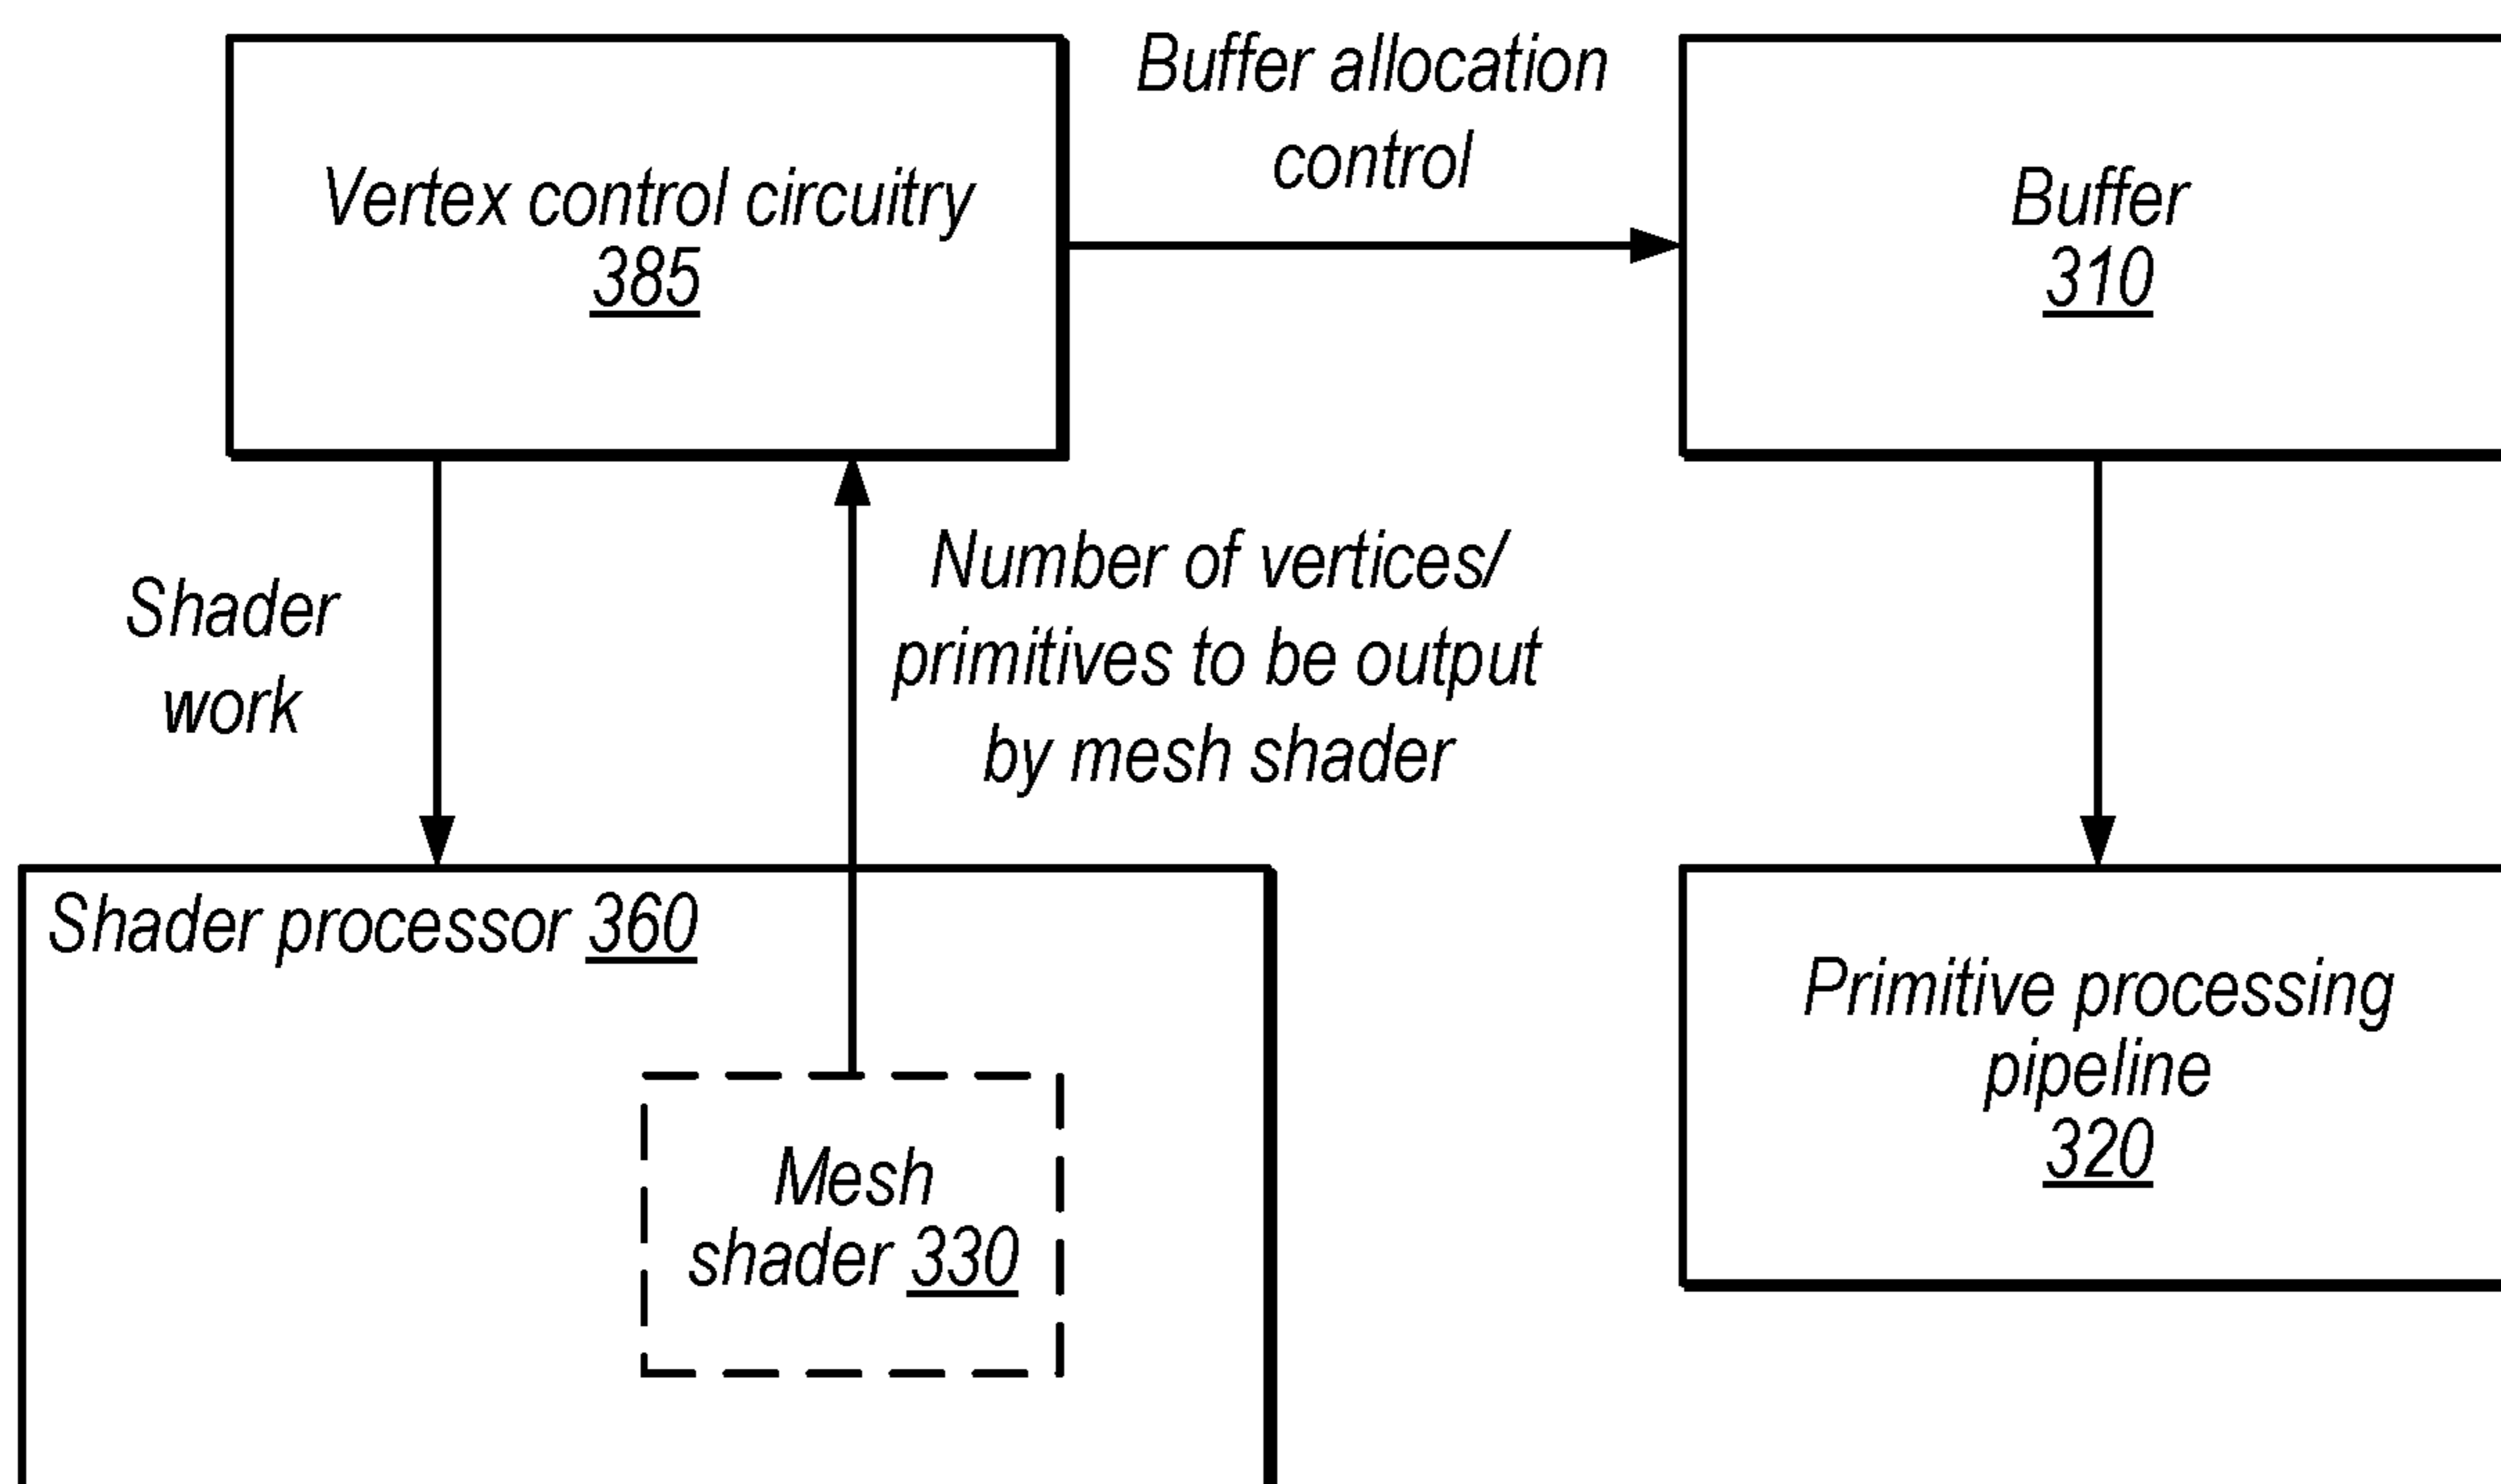 Vertex control circuitry
385
Buffer allocation
control
Buffer
310
Shader
work
Number of vertices/
primitives to be output
by mesh shader
Shader processor 360
Mesh
shader 330
Primitive processing
pipeline
320